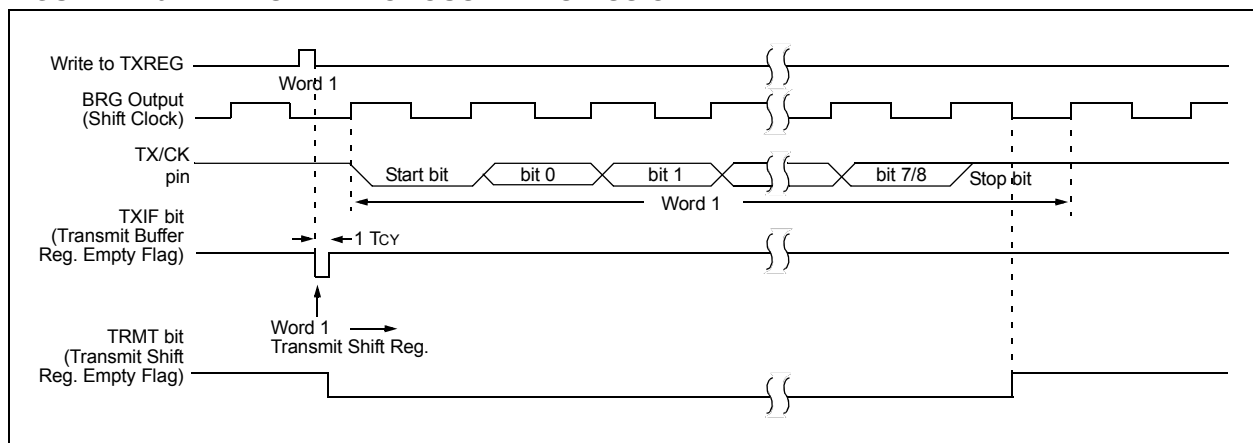 Write to TXREG
Word 1
BRG Output
(Shift Clock)
TX/CK
pin
Start bit
bit 0
bit 1
bit 7/8
Stop bit
Word 1
TXIF bit
(Transmit Buffer
Reg. Empty Flag)
1 TCY
Word 1
Transmit Shift Reg.
TRMT bit
(Transmit Shift
Reg. Empty Flag)